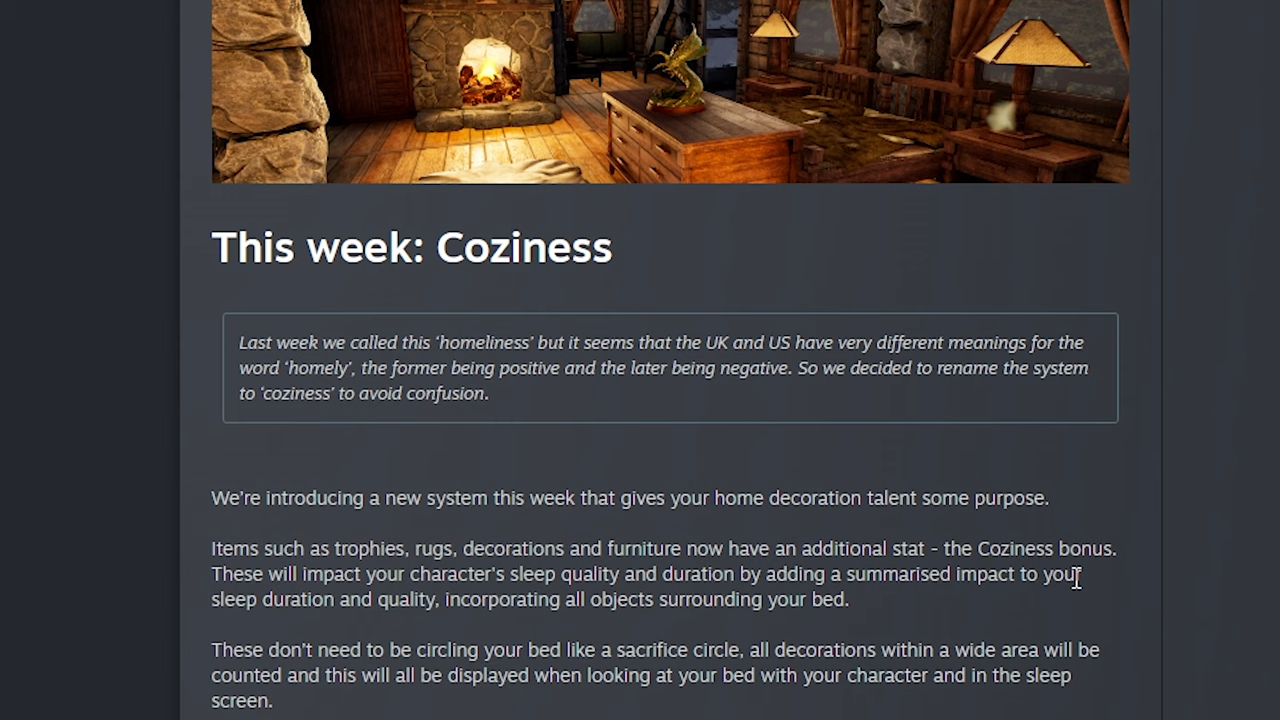 This week: Coziness
Last week we called this 'homeliness' but it seems that the UK and US have very different meanings for the
word 'homely', the former being positive and the later being negative. So we decided to rename the system
to 'coziness' to avoid confusion.
We're introducing a new system this week that gives your home decoration talent some purpose.
Items such as trophies, rugs, decorations and furniture now have an additional stat - the Coziness bonus.
These will impact your character's sleep quality and duration by adding a summarised impact to your
sleep duration and quality, incorporating all objects surrounding your bed.
These don't need to be circling your bed like a sacrifice circle, all decorations within a wide area will be
counted and this will all be displayed when looking at your bed with your character and in the sleep
screen.